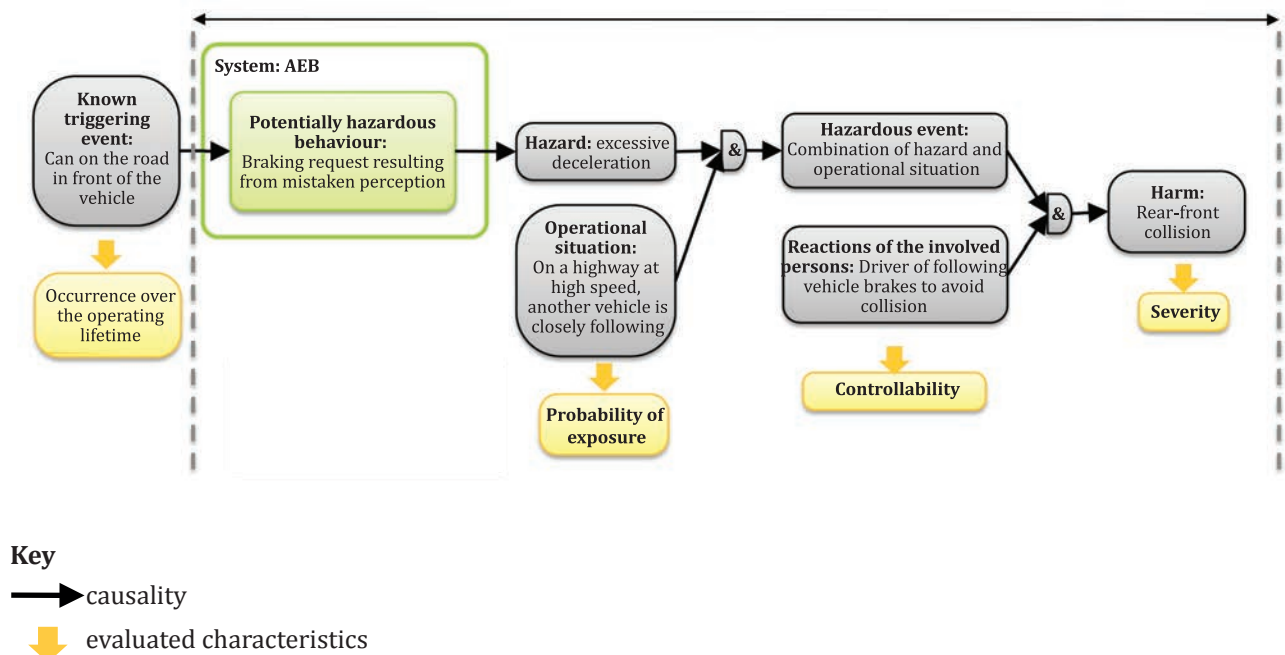 System: AEB
Known
triggering
event:
Can on the road
in front of the
vehicle
Occurrence over
the operating
lifetime
Potentially hazardous
behaviour:
Braking request resulting
from mistaken perception
Hazard: excessive
deceleration
&
Operational
situation:
On a highway at
high speed,
another vehicle is
closely following
Probability of
exposure
Hazardous event:
Combination of hazard and
operational situation
Reactions of the involved
persons: Driver of following
vehicle brakes to avoid
collision
Controllability
&
Harm:
Rear-front
collision
Severity
Key
causality
evaluated characteristics